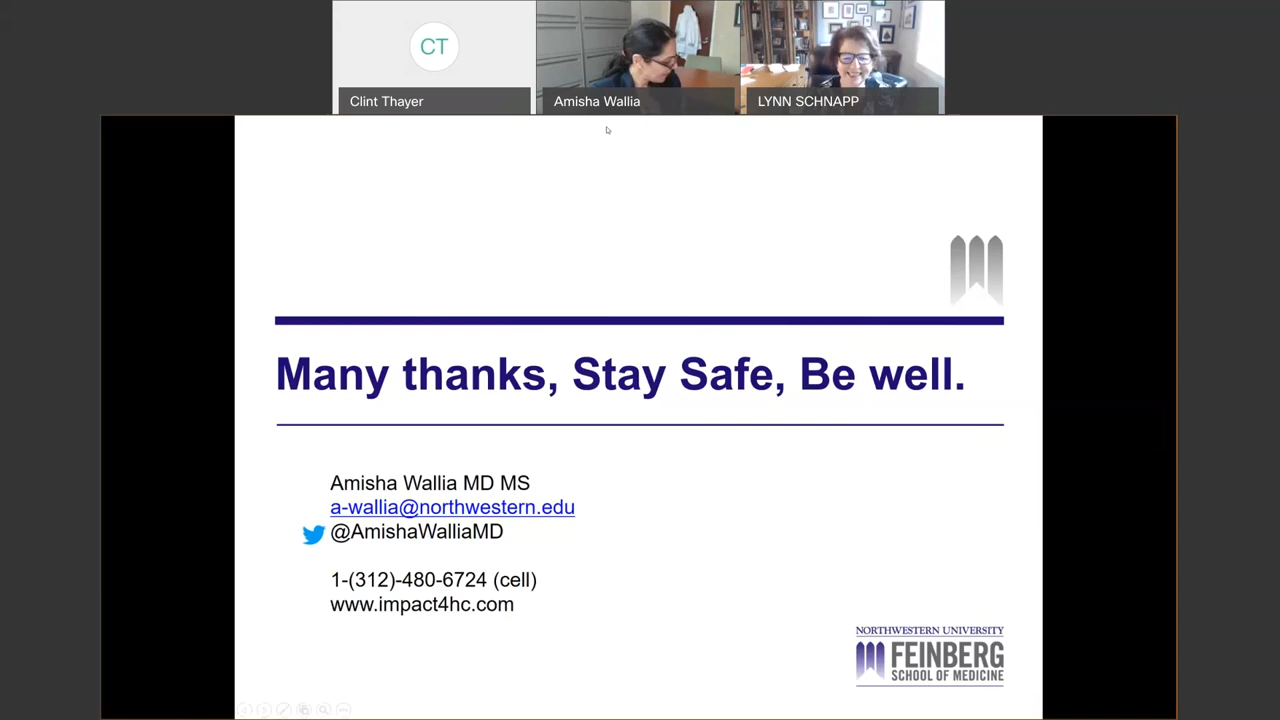 CT
Clint Thayer
Amisha Wallia
LYNN SCHNAPP
Many thanks, Stay Safe, Be well.
Amisha Wallia MD MS
a-wallia@northwestern.edu
@AmishaWalliaMD
1-(312)-480-6724 (cell)
www.impact4hc.com
NORTHWESTERN UNIVERSITY
FEINBERG
SCHOOL OF MEDICINE